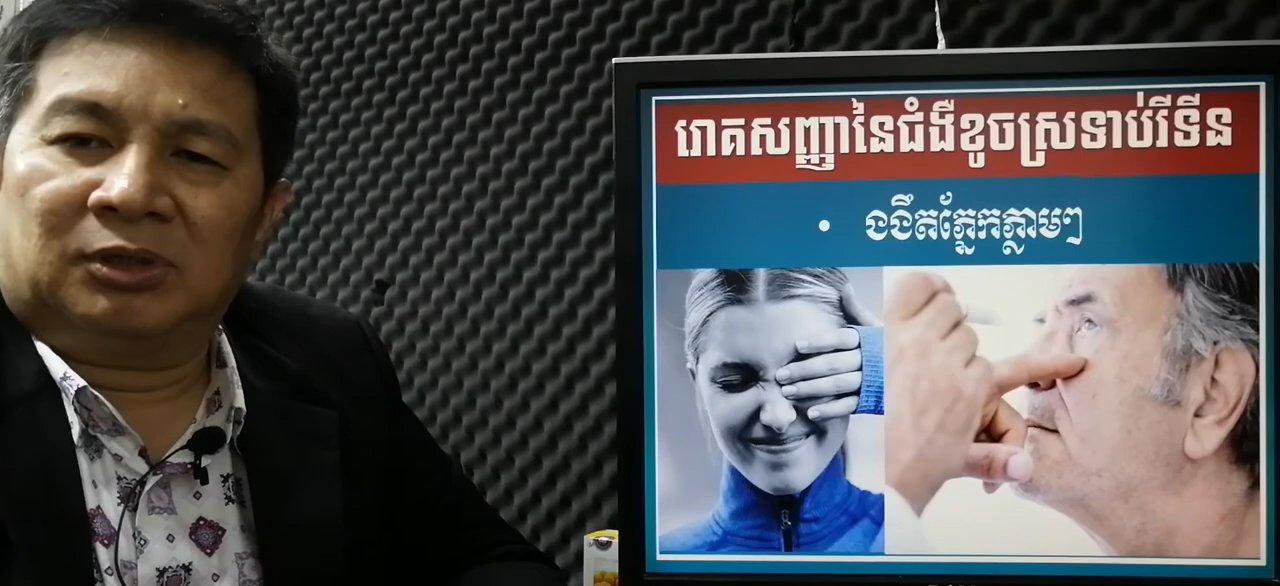 រោគសញ្ញានៃជំងឺខូចស្រទាប់រីទីន
• ងងឹតភ្នែកភ្លាមៗ